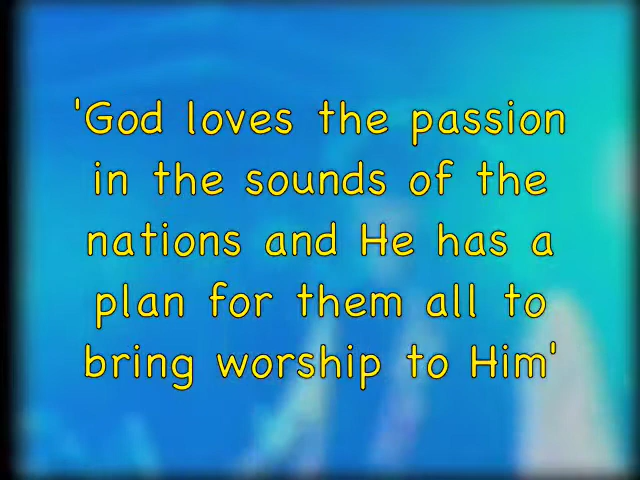 'God loves the passion
in the sounds of the
nations and He has a
plan for them all to
bring worship to Him'